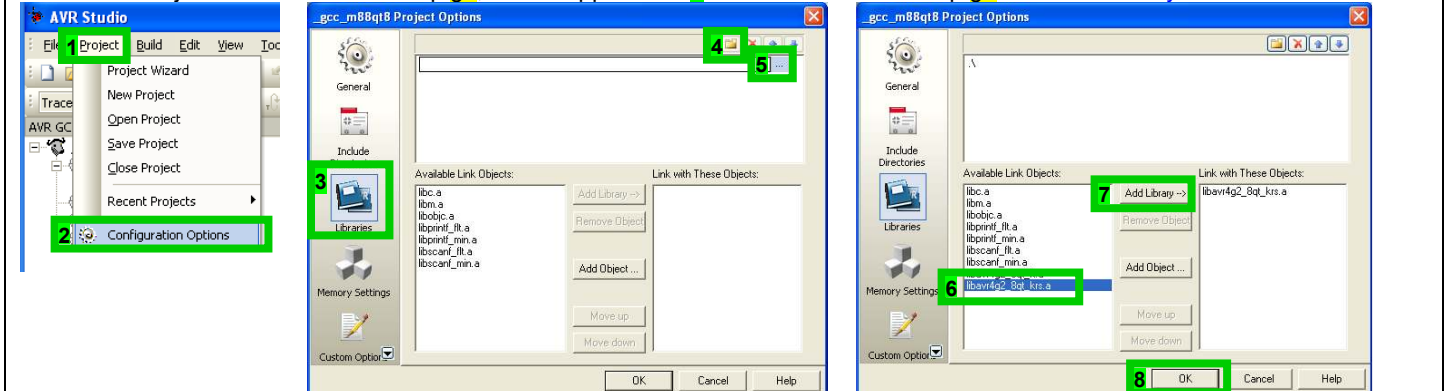 AVR Studio
File Project Build Edit View Too
1
Project Wizard
New Project
Trace
Open Project
AVR GC
Save Project
Close Project
Recent Projects
2 Configuration Options
_gcc_m88qt8 Project Options
4
5 ...
General
Include
3
Libraries
Memory Settings
Custom Option
Available Link Objects:
libc.a
libm.a
libobjc.a
libprintf_flt.a
libprintf_min.a
libscanf_flt.a
libscanf_min.a
Add Library -->
Remove Object
Add Object ...
Move up
Move down
Link with These Objects:
OK Cancel Help
_gcc_m88qt8 Project Options
.\
General
Include
Directories
Libraries
Memory Settings
Custom Option
Available Link Objects:
libc.a
libm.a
libobjc.a
libprintf_flt.a
libprintf_min.a
libscanf_flt.a
libscanf_min.a
6 libavr4g2_8qt_krs.a
7 Add Library -->
Remove Object
Add Object ...
Move up
Move down
Link with These Objects:
libavr4g2_8qt_krs.a
8 OK Cancel Help